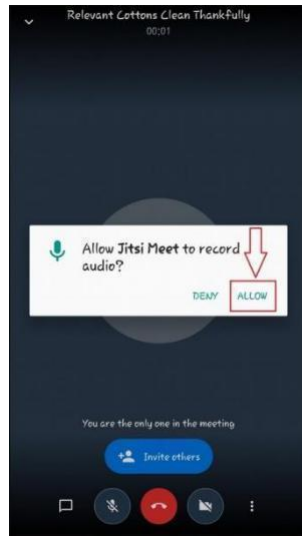 Relevant Cottons Clean Thankfully
00:01
Allow Jitsi Meet to record
audio?
DENY ALLOW
You are the only one in the meeting
Invite others